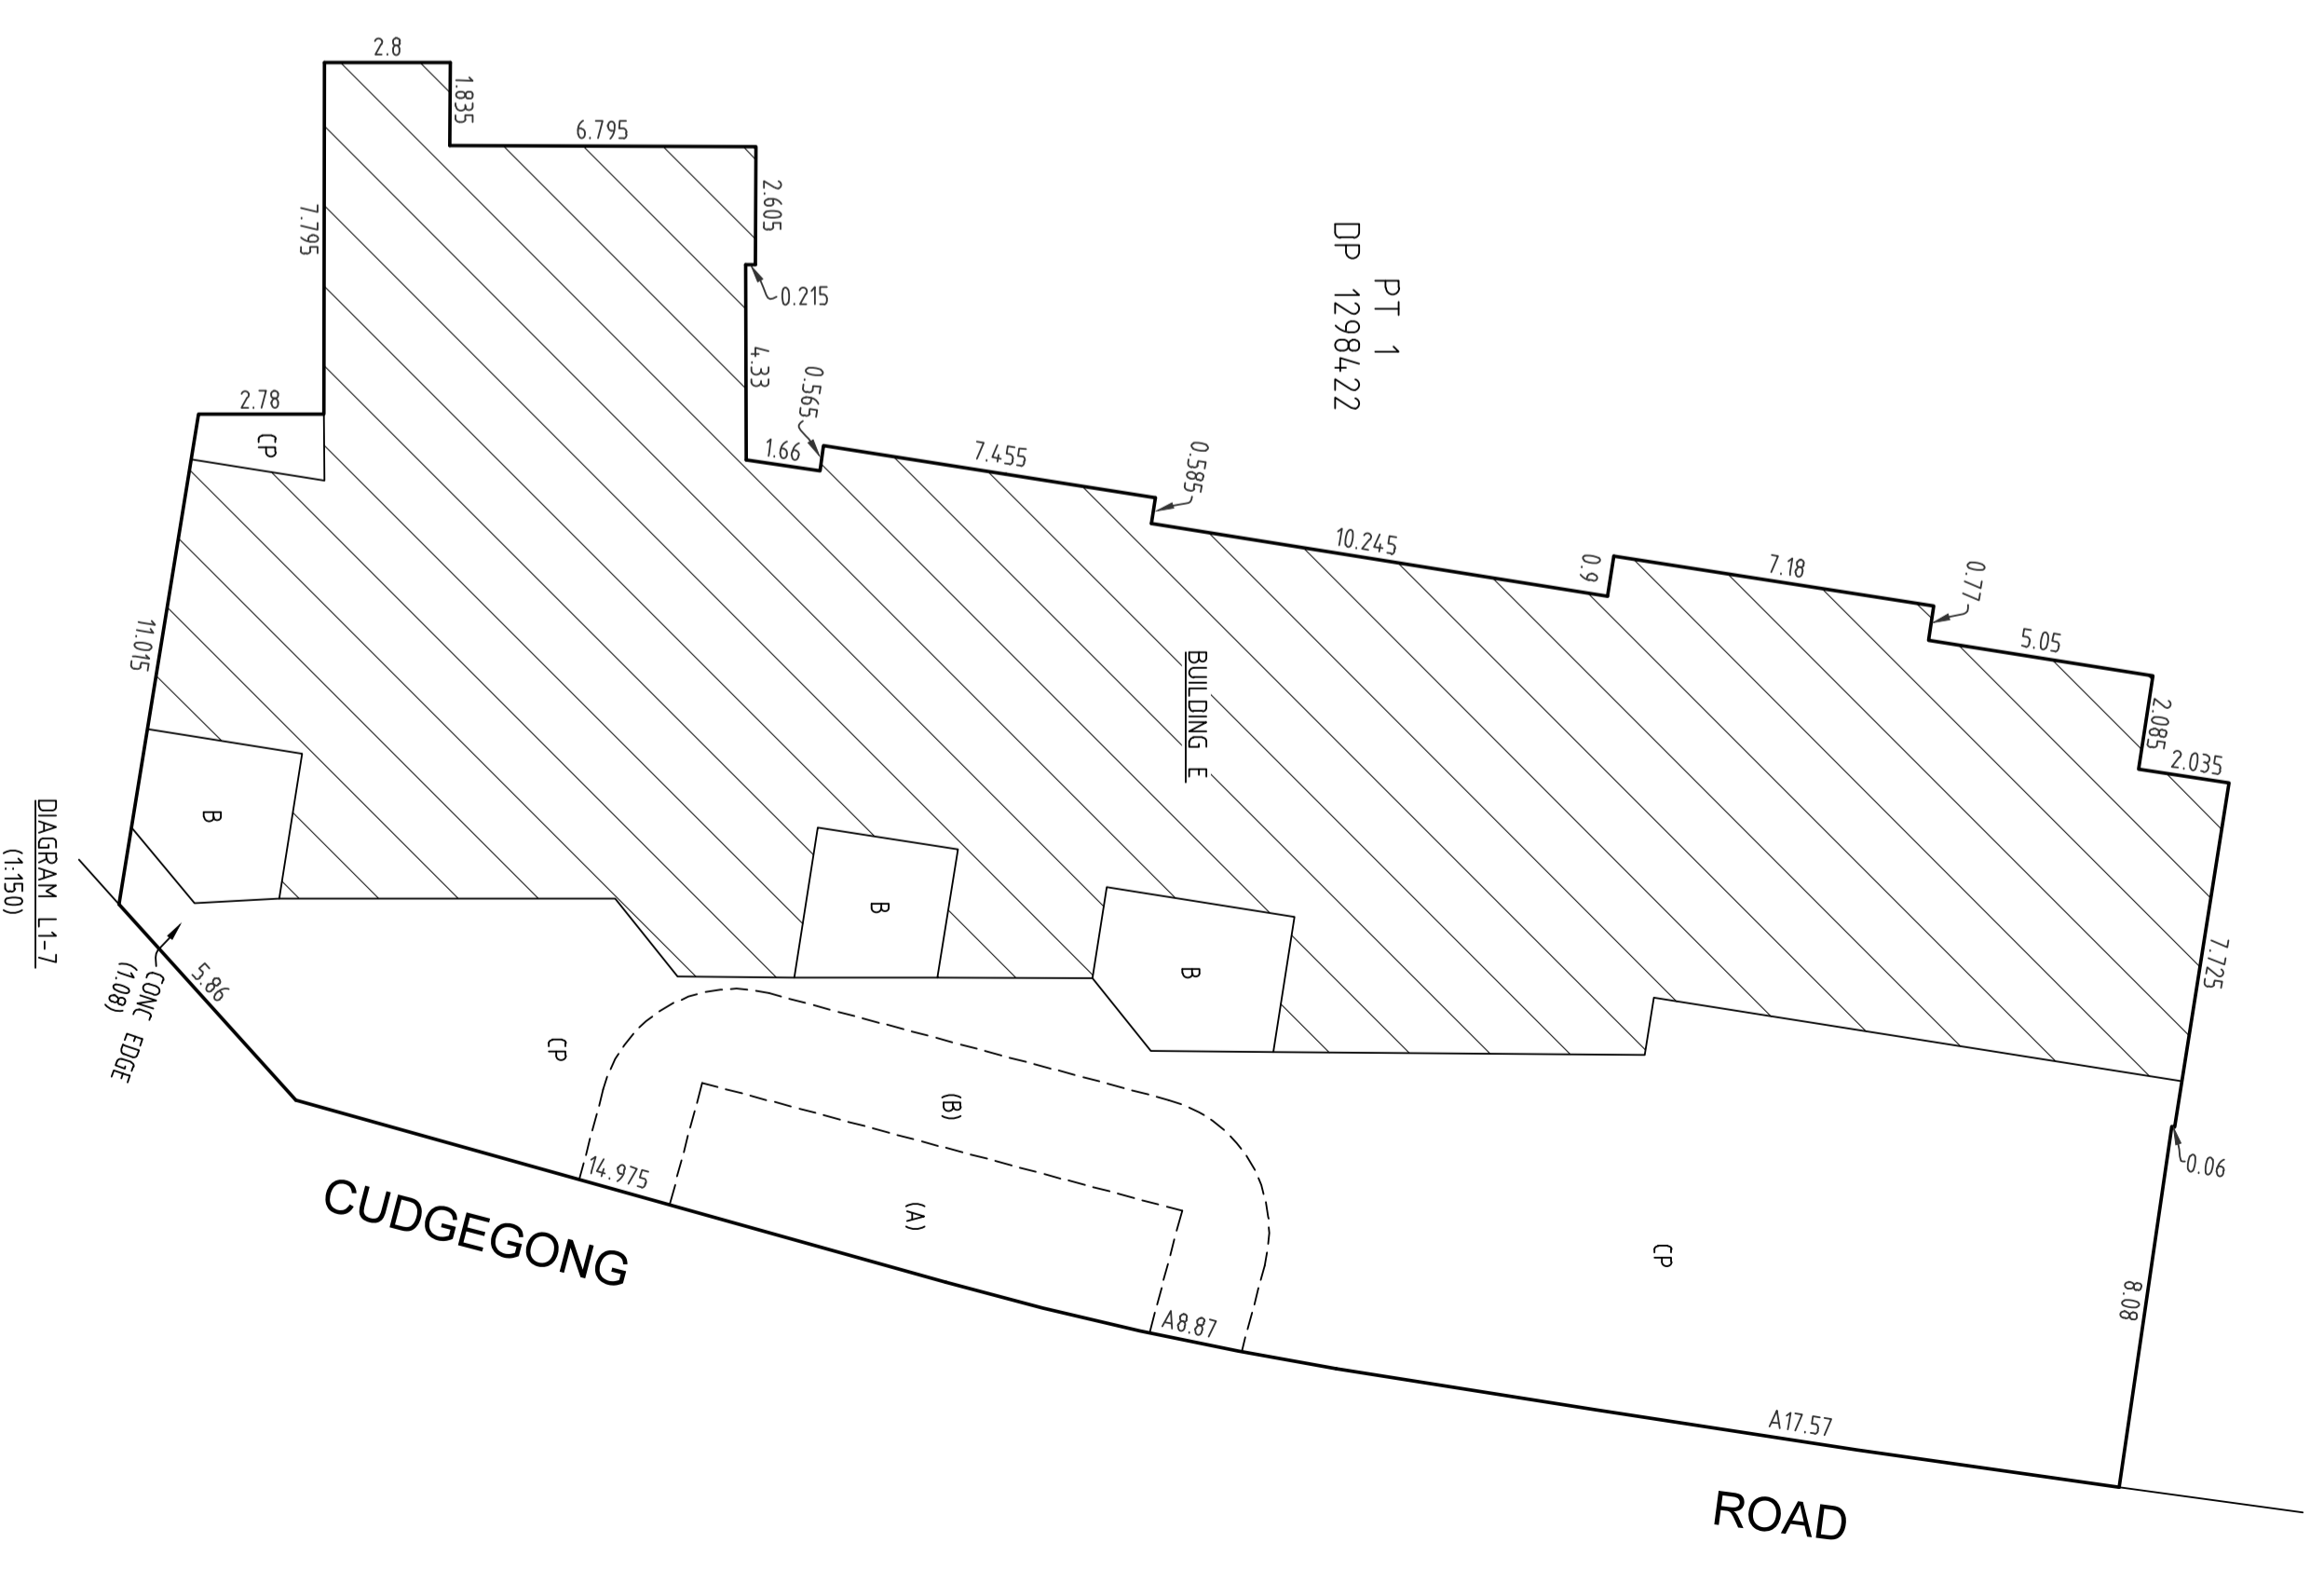 2.8
1.835
6.795
2.605
0.215
4.33
7.795
2.78
CP
0.565
1.66
7.455
0.585
10.245
0.9
7.18
0.77
5.05
2.085
2.035
7.725
0.06
8.08
PT 1
DP 1298422
BUILDING E
11.015
B
B
B
CP
CP
(B)
(A)
5.86
CONC EDGE
(1.08)
14.975
A8.87
A17.57
CUDGEGONG
ROAD
DIAGRAM L1-7
(1:150)